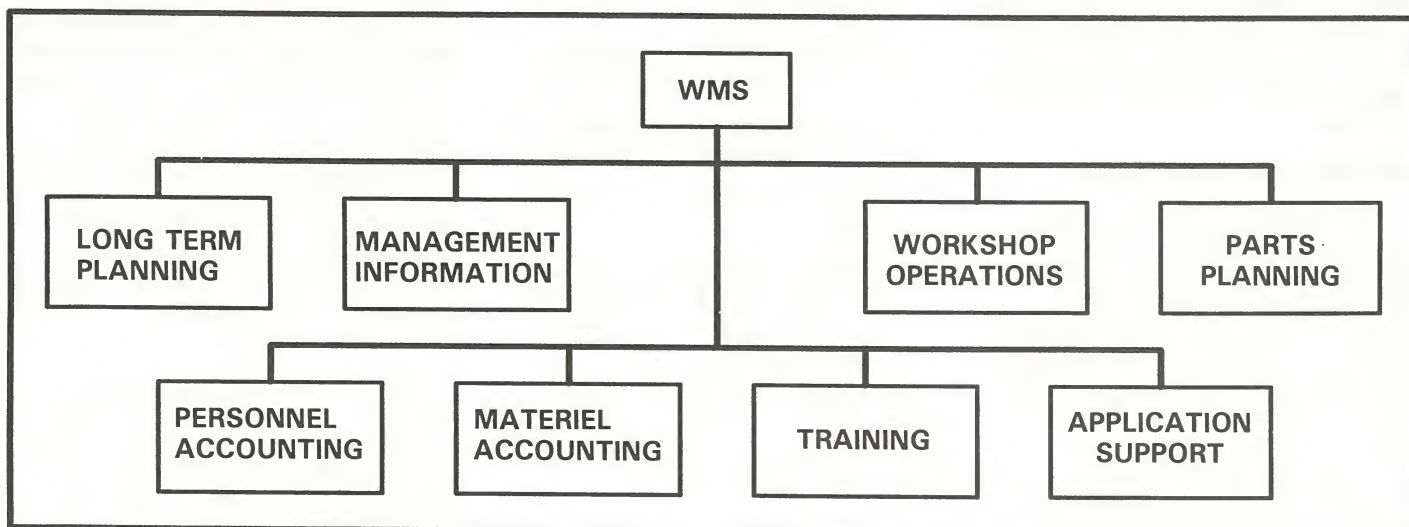 WMS
LONG TERM
PLANNING
MANAGEMENT
INFORMATION
WORKSHOP
OPERATIONS
PARTS
PLANNING
PERSONNEL
ACCOUNTING
MATERIEL
ACCOUNTING
TRAINING
APPLICATION
SUPPORT